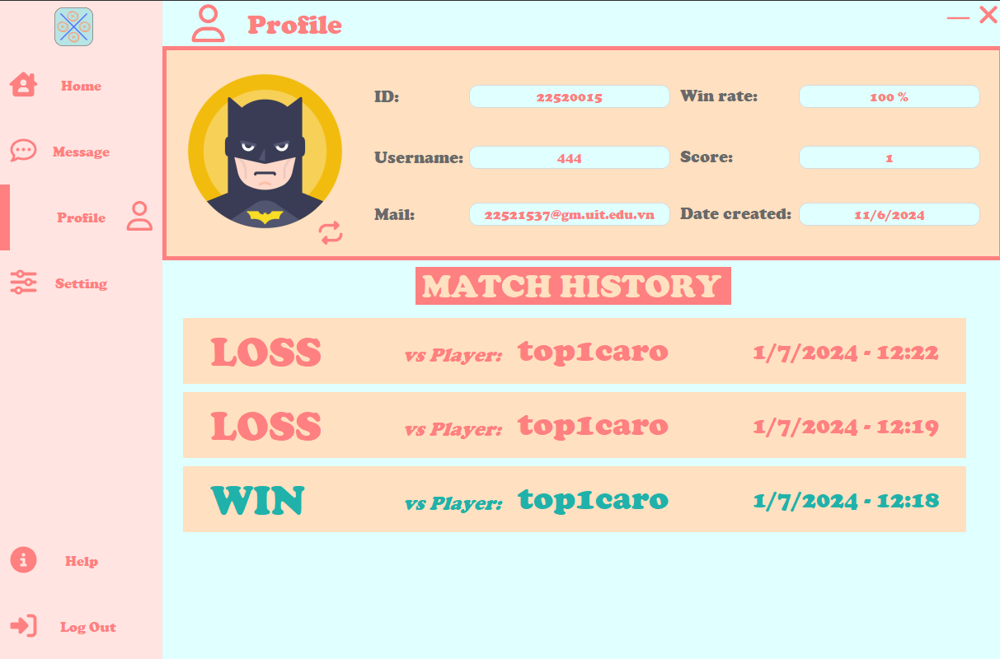 Profile
Home
Message
Profile
Setting
Help
Log Out
ID: 22520015 Win rate: 100 %
Username: 444 Score: 1
Mail: 22521537@gm.uit.edu.vn Date created: 11/6/2024
MATCH HISTORY
LOSS vs Player: top1caro 1/7/2024 - 12:22
LOSS vs Player: top1caro 1/7/2024 - 12:19
WIN vs Player: top1caro 1/7/2024 - 12:18